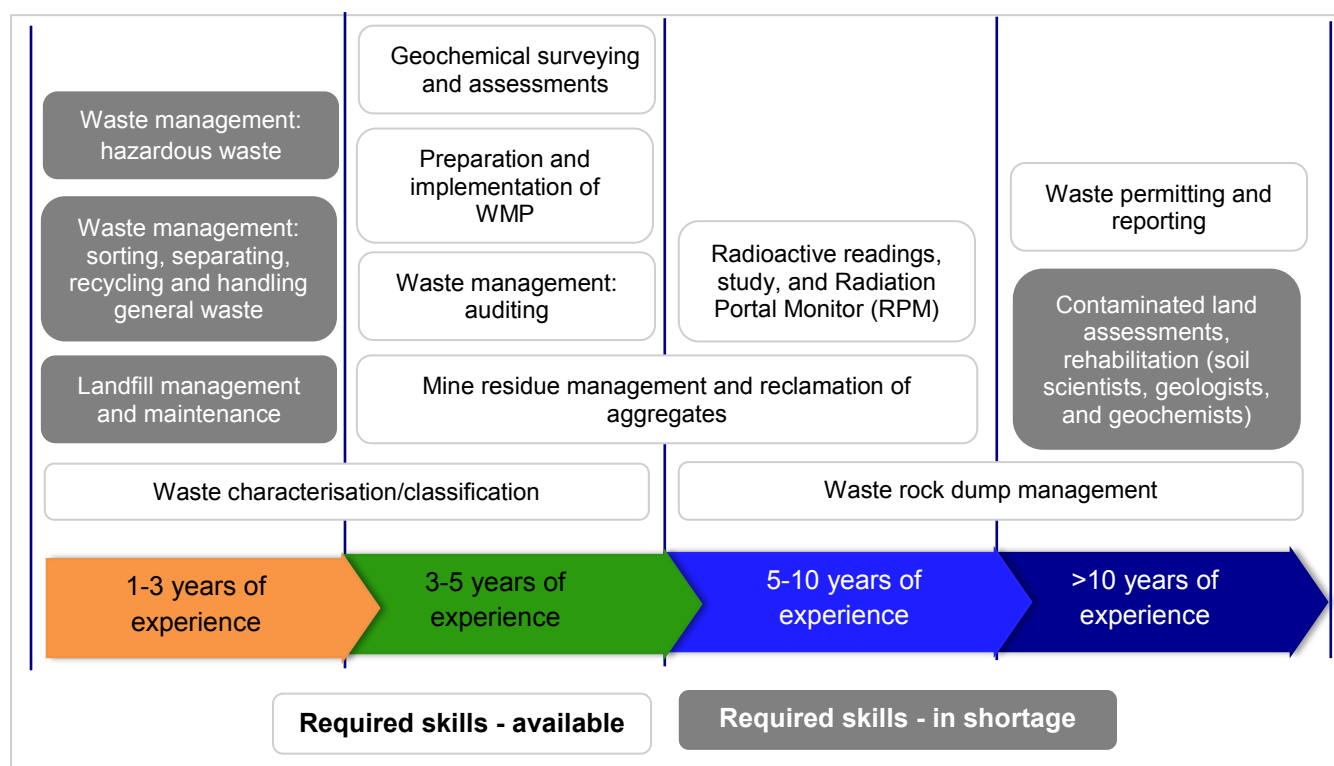 Waste management:
hazardous waste
Waste management:
sorting, separating,
recycling and handling
general waste
Landfill management
and maintenance
Geochemical surveying
and assessments
Preparation and
implementation of
WMP
Waste management:
auditing
Mine residue management and reclamation of
aggregates
Radioactive readings,
study, and Radiation
Portal Monitor (RPM)
Waste permitting and
reporting
Contaminated land
assessments,
rehabilitation (soil
scientists, geologists,
and geochemists)
Waste characterisation/classification
Waste rock dump management
1-3 years of
experience
3-5 years of
experience
5-10 years of
experience
>10 years of
experience
Required skills - available
Required skills - in shortage